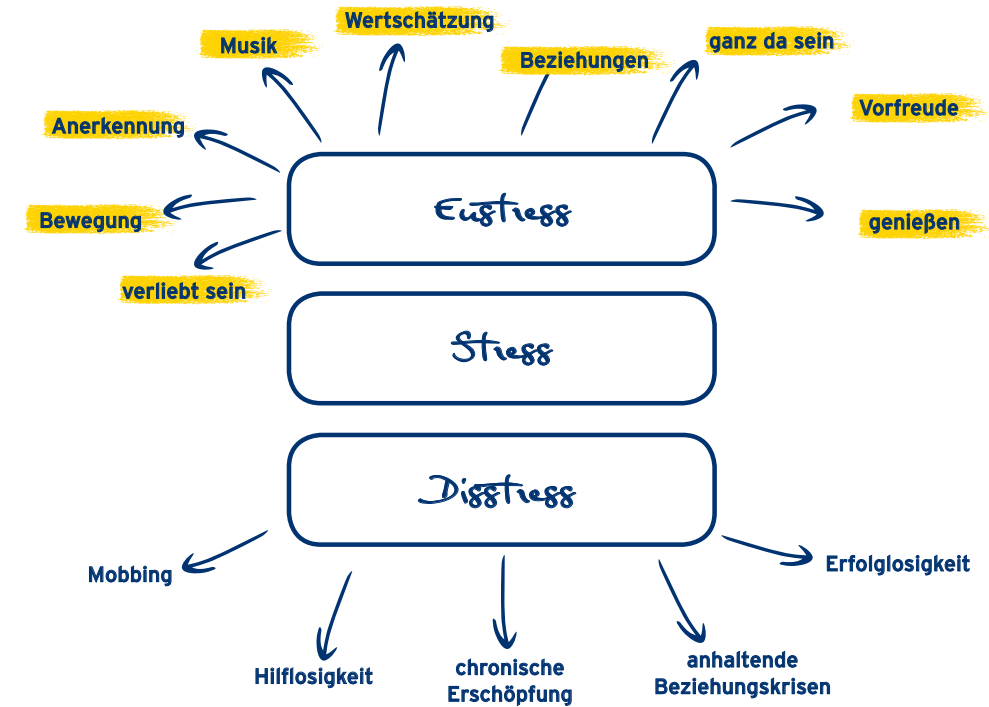 Wertschätzung
Musik
ganz da sein
Beziehungen
Vorfreude
Anerkennung
Bewegung
genießen
verliebt sein
Eustress
Stress
Disstress
Mobbing
Erfolglosigkeit
Hilflosigkeit
chronische
Erschöpfung
anhaltende
Beziehungskrisen